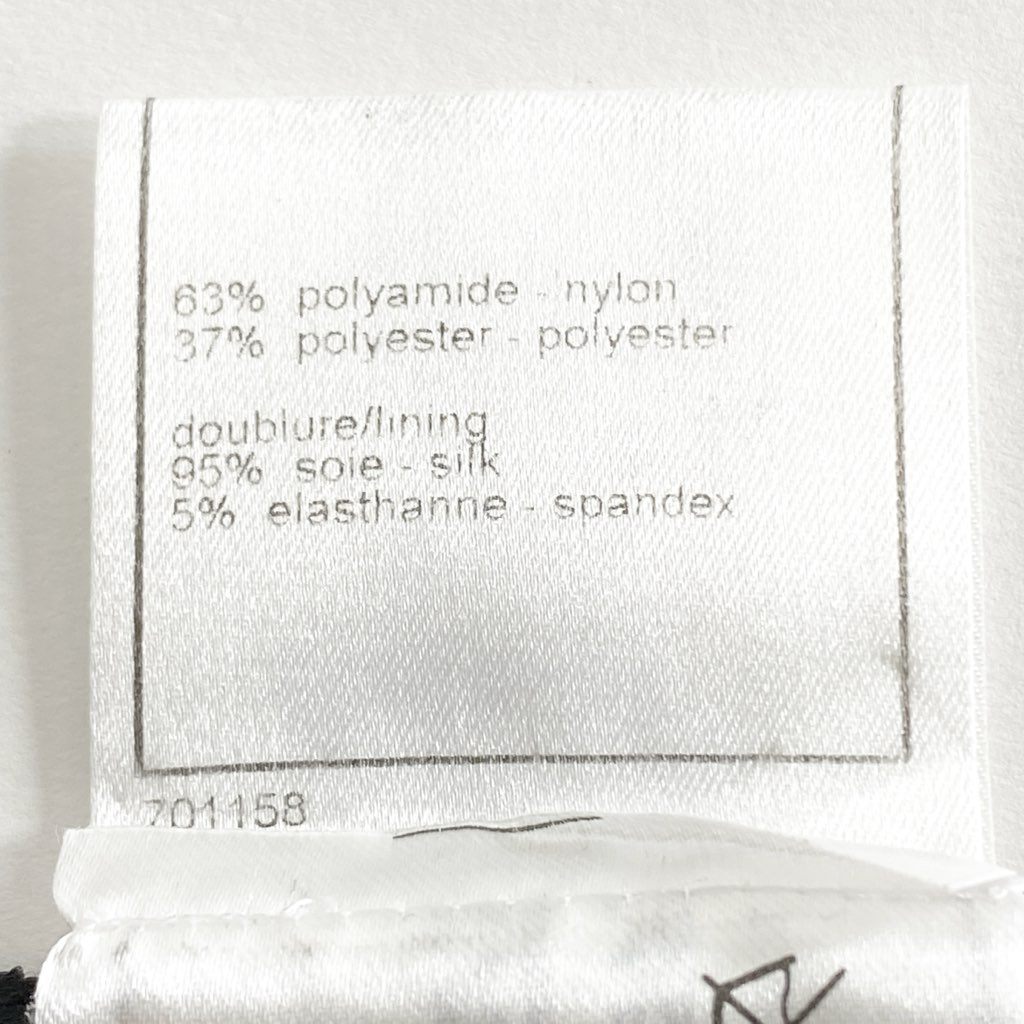 63% polyamide - nylon
37% polyester - polyester
doublure/lining
95% soie - silk
5% elasthanne - spandex
701158